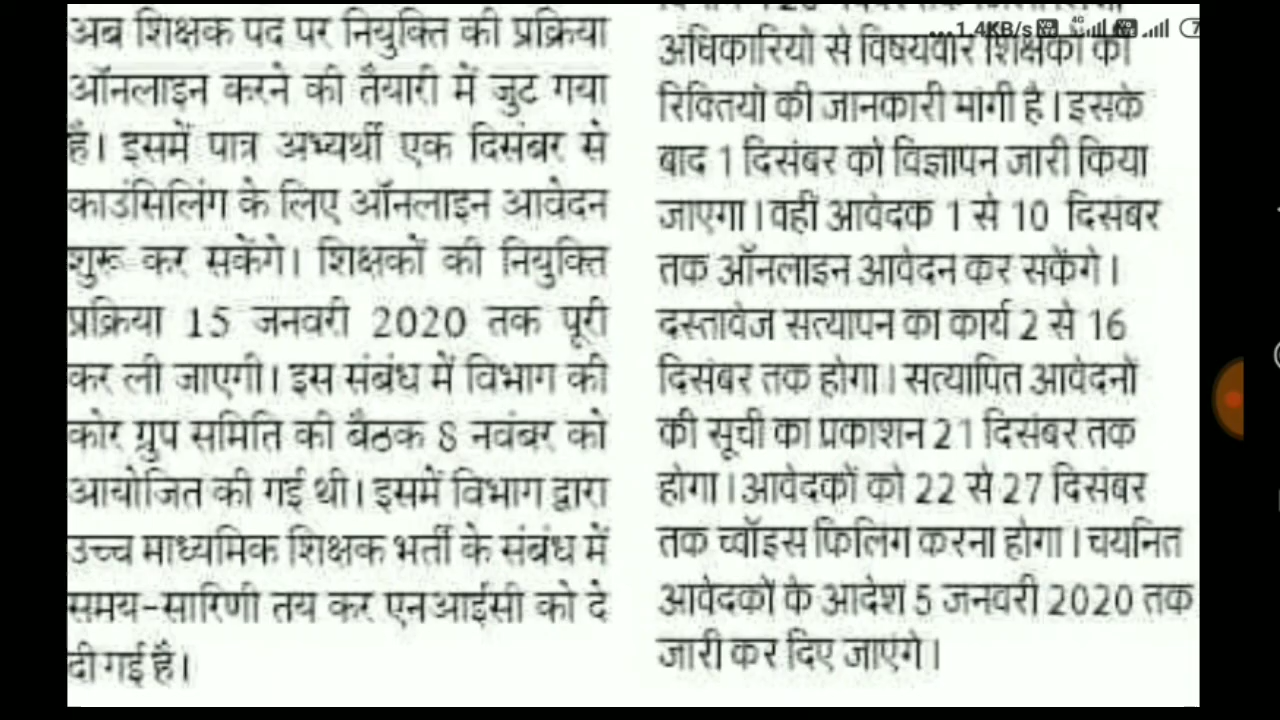 अब शिक्षक पद पर नियुक्ति की प्रक्रिया
ऑनलाइन करने की तैयारी में जुट गया
है। इसमें पात्र अभ्यर्थी एक दिसंबर से
काउंसिलिंग के लिए ऑनलाइन आवेदन
शुरू कर सकेंगे। शिक्षकों की नियुक्ति
प्रक्रिया 15 जनवरी 2020 तक पूरी
कर ली जाएगी। इस संबंध में विभाग की
कोर ग्रुप समिति की बैठक 8 नवंबर को
आयोजित की गई थी। इसमें विभाग द्वारा
उच्च माध्यमिक शिक्षक भर्ती के संबंध में
समय-सारिणी तय कर एनआईसी को दे
दी गई है।
...1.4KB/s
4G
अधिकारियों से विषयवार शिक्षकों की
रिक्तियों की जानकारी मांगी है। इसके
बाद 1 दिसंबर को विज्ञापन जारी किया
जाएगा। वहीं आवेदक 1 से 10 दिसंबर
तक ऑनलाइन आवेदन कर सकेंगे।
दस्तावेज सत्यापन का कार्य 2 से 16
दिसंबर तक होगा। सत्यापित आवेदनों
की सूची का प्रकाशन 21 दिसंबर तक
होगा। आवेदकों को 22 से 27 दिसंबर
तक च्वॉइस फिलिंग करना होगा। चयनित
आवेदकों के आदेश 5 जनवरी 2020 तक
जारी कर दिए जाएंगे।